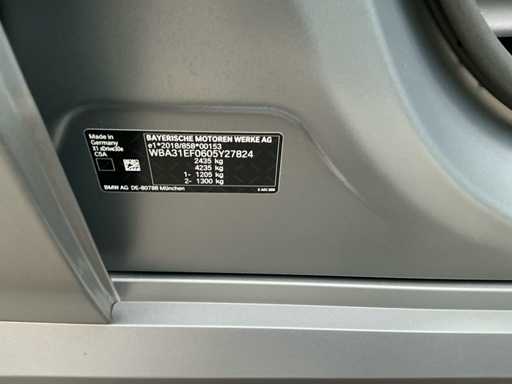 Made in
Germany
X1 xDrive30e
CSA
BAYERISCHE MOTOREN WERKE AG
e1*2018/858*00153
WBA31EF0605Y27824
2435 kg
4235 kg
1- 1205 kg
2- 1300 kg
BMW AG DE-80788 München